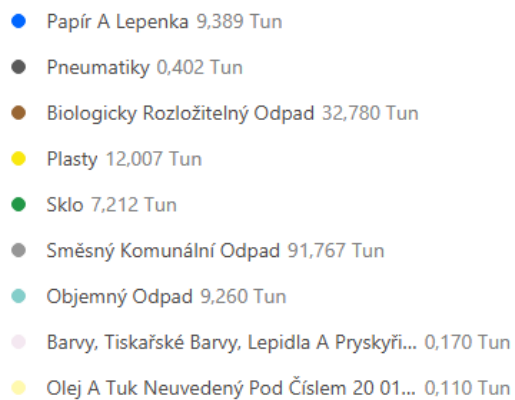 Papír A Lepenka 9,389 Tun
Pneumatiky 0,402 Tun
Biologicky Rozložitelný Odpad 32,780 Tun
Plasty 12,007 Tun
Sklo 7,212 Tun
Směsný Komunální Odpad 91,767 Tun
Objemný Odpad 9,260 Tun
Barvy, Tiskařské Barvy, Lepidla A Pryskyři... 0,170 Tun
Olej A Tuk Neuvedený Pod Číslem 20 01... 0,110 Tun